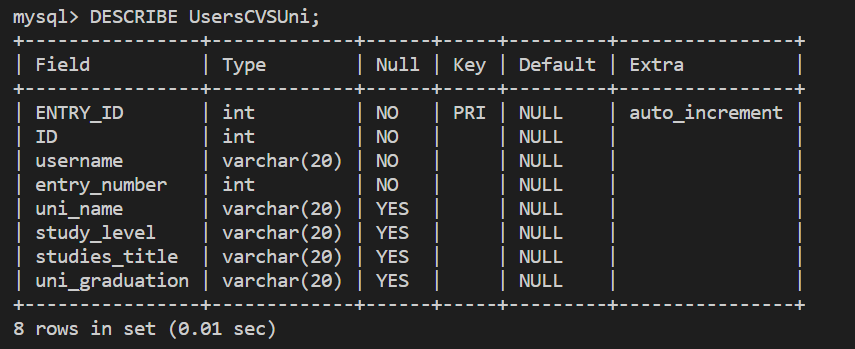 mysql> DESCRIBE UsersCVSUni;
+----------------+-------------+------+-----+---------+----------------+
| Field          | Type        | Null | Key | Default | Extra          |
+----------------+-------------+------+-----+---------+----------------+
| ENTRY_ID       | int         | NO   | PRI | NULL    | auto_increment |
| ID             | int         | NO   |     | NULL    |                |
| username       | varchar(20) | NO   |     | NULL    |                |
| entry_number   | int         | NO   |     | NULL    |                |
| uni_name       | varchar(20) | YES  |     | NULL    |                |
| study_level    | varchar(20) | YES  |     | NULL    |                |
| studies_title  | varchar(20) | YES  |     | NULL    |                |
| uni_graduation | varchar(20) | YES  |     | NULL    |                |
+----------------+-------------+------+-----+---------+----------------+
8 rows in set (0.01 sec)